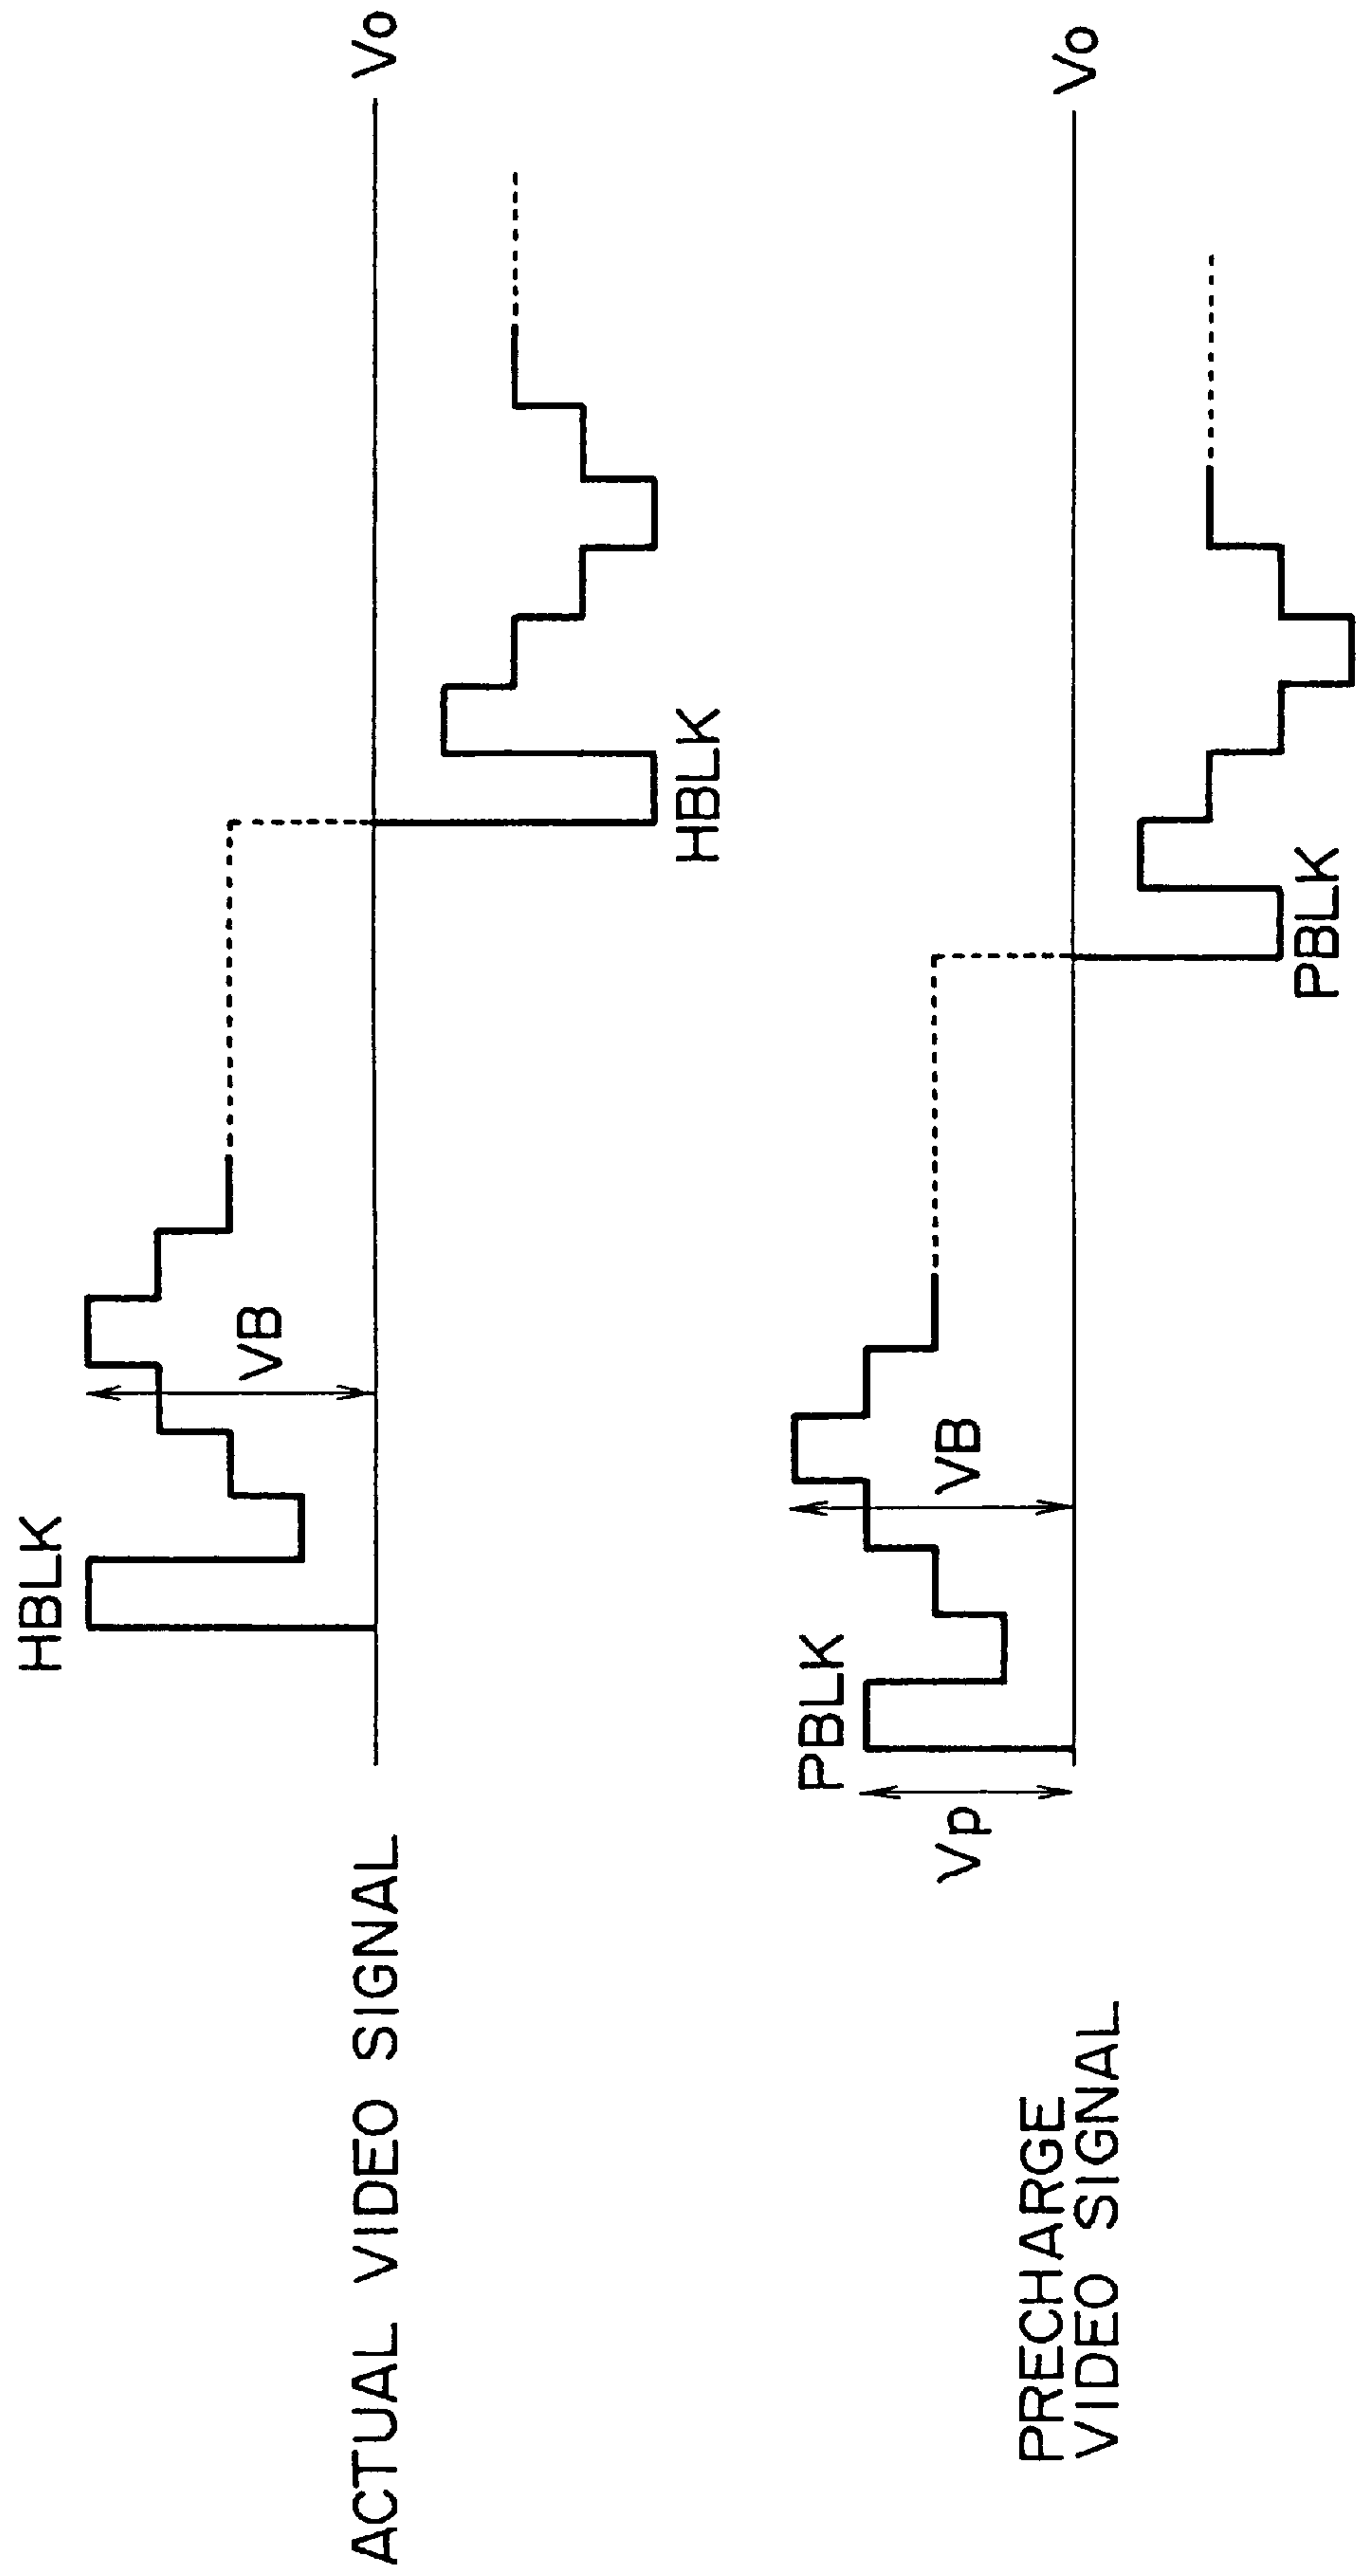 ACTUAL VIDEO SIGNAL
HBLK
VB
HBLK
Vo
PRECHARGE
VIDEO SIGNAL
Vp
PBLK
VB
PBLK
Vo